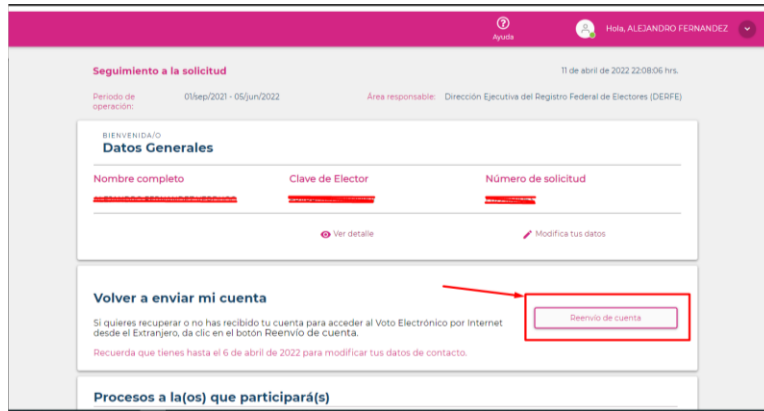 Ayuda
Hola, ALEJANDRO FERNANDEZ
Seguimiento a la solicitud
11 de abril de 2022 22:08:06 hrs.
Periodo de operación:
01/sep/2021 - 05/jun/2022
Área responsable: Dirección Ejecutiva del Registro Federal de Electores (DERFE)
BIENVENIDA/O
Datos Generales
Nombre completo
Clave de Elector
Número de solicitud
Ver detalle
Modifica tus datos
Volver a enviar mi cuenta
Si quieres recuperar o no has recibido tu cuenta para acceder al Voto Electrónico por Internet
desde el Extranjero, da clic en el botón Reenvío de cuenta.
Reenvío de cuenta
Recuerda que tienes hasta el 6 de abril de 2022 para modificar tus datos de contacto.
Procesos a la(os) que participará(s)